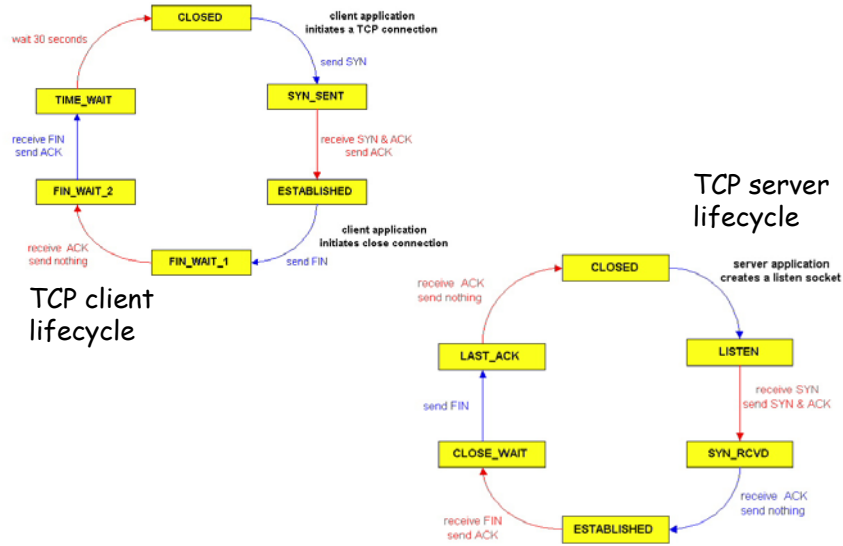 CLOSED
client application
initiates a TCP connection
wait 30 seconds
send SYN
TIME_WAIT
SYN_SENT
receive FIN
send ACK
receive SYN & ACK
send ACK
FIN_WAIT_2
ESTABLISHED
client application
initiates close connection
receive ACK
send nothing
send FIN
FIN_WAIT_1
TCP client
lifecycle
TCP server
lifecycle
CLOSED
server application
creates a listen socket
receive ACK
send nothing
LAST_ACK
LISTEN
receive SYN
send SYN & ACK
send FIN
CLOSE_WAIT
SYN_RCVD
receive ACK
send nothing
receive FIN
send ACK
ESTABLISHED